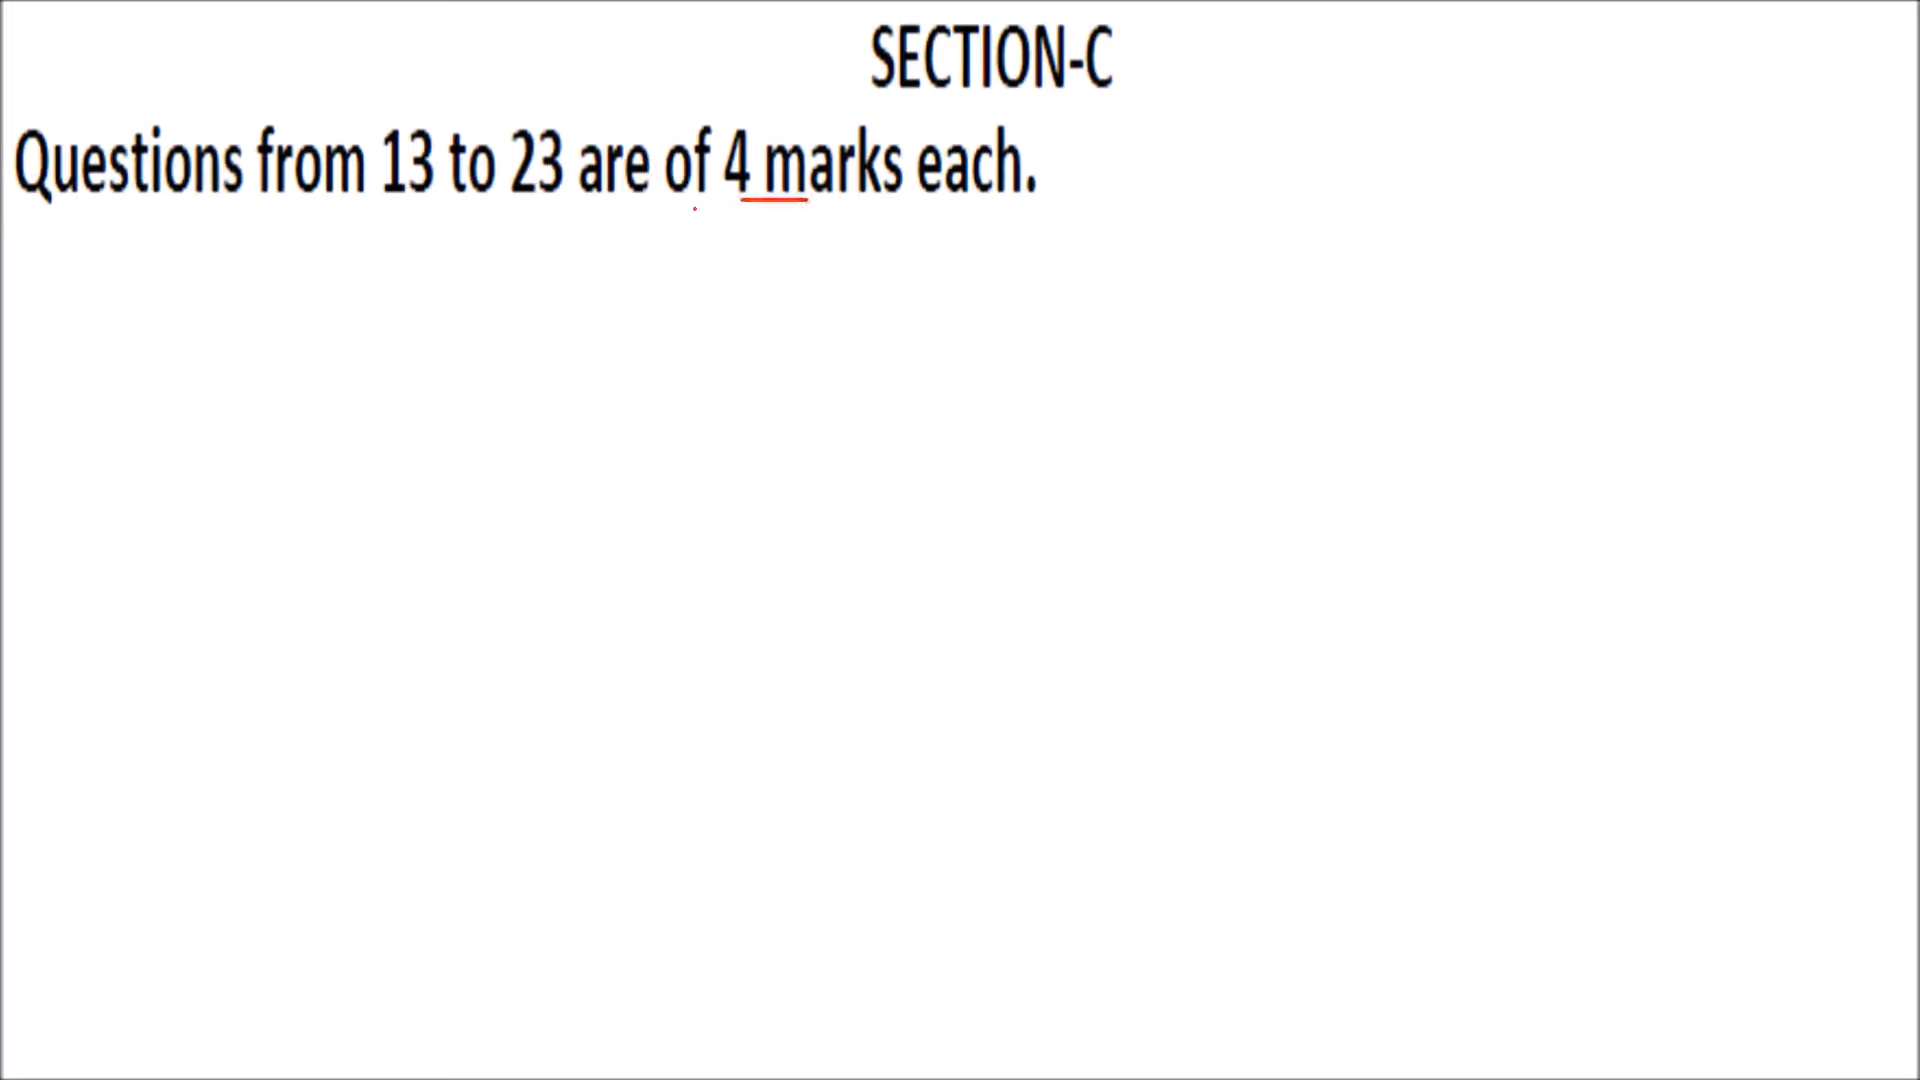 SECTION-C
Questions from 13 to 23 are of 4 marks each.